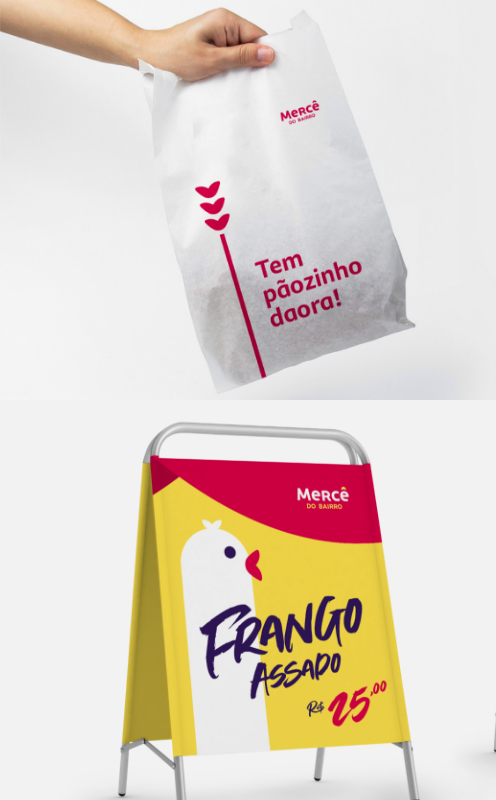 Mercê
DO BAIRRO
Tem
pãozinho
daora!
Mercê
DO BAIRRO
FRANGO
ASSADO
R$ 25,00